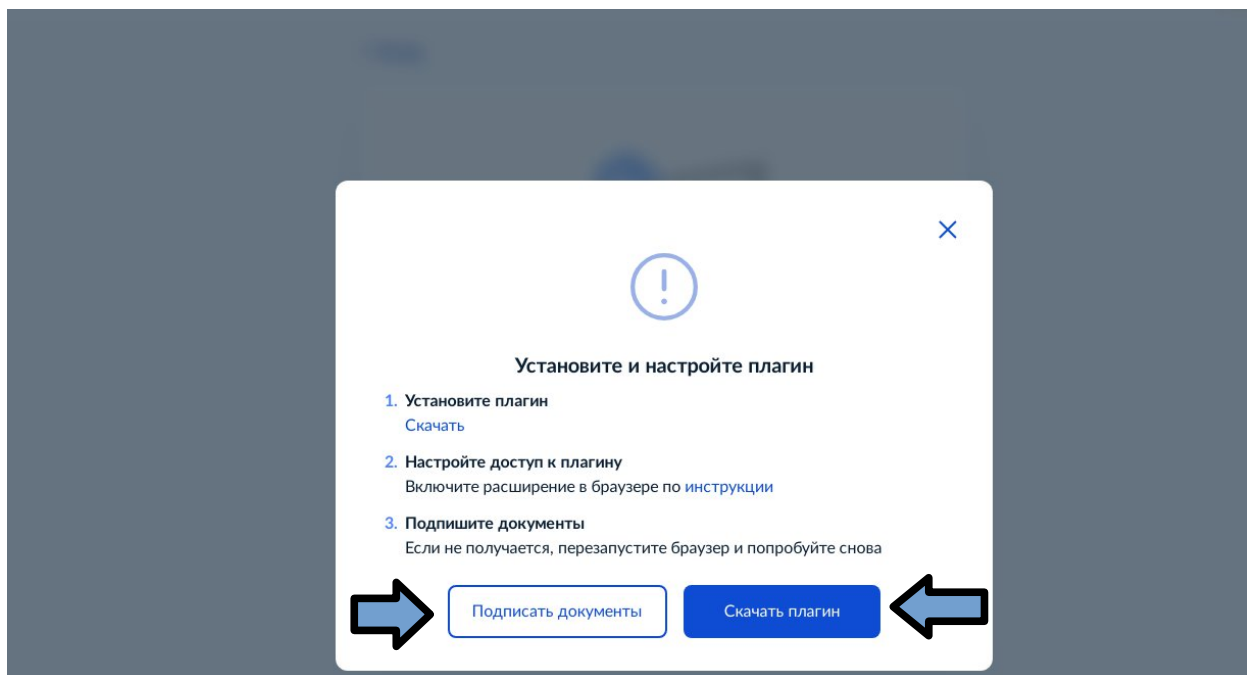 Установите и настройте плагин
1. Установите плагин
Скачать
2. Настройте доступ к плагину
Включите расширение в браузере по инструкции
3. Подпишите документы
Если не получается, перезапустите браузер и попробуйте снова
Подписать документы Скачать плагин